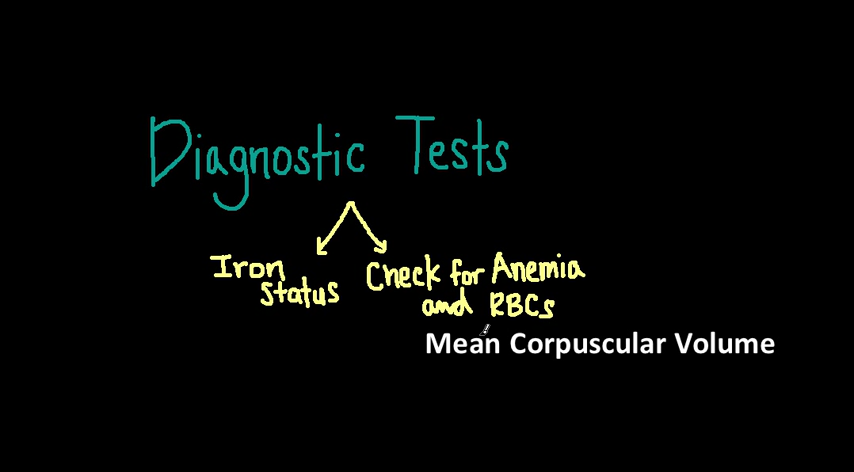 Diagnostic Tests
Iron
status
Check for Anemia
and RBCs
Mean Corpuscular Volume